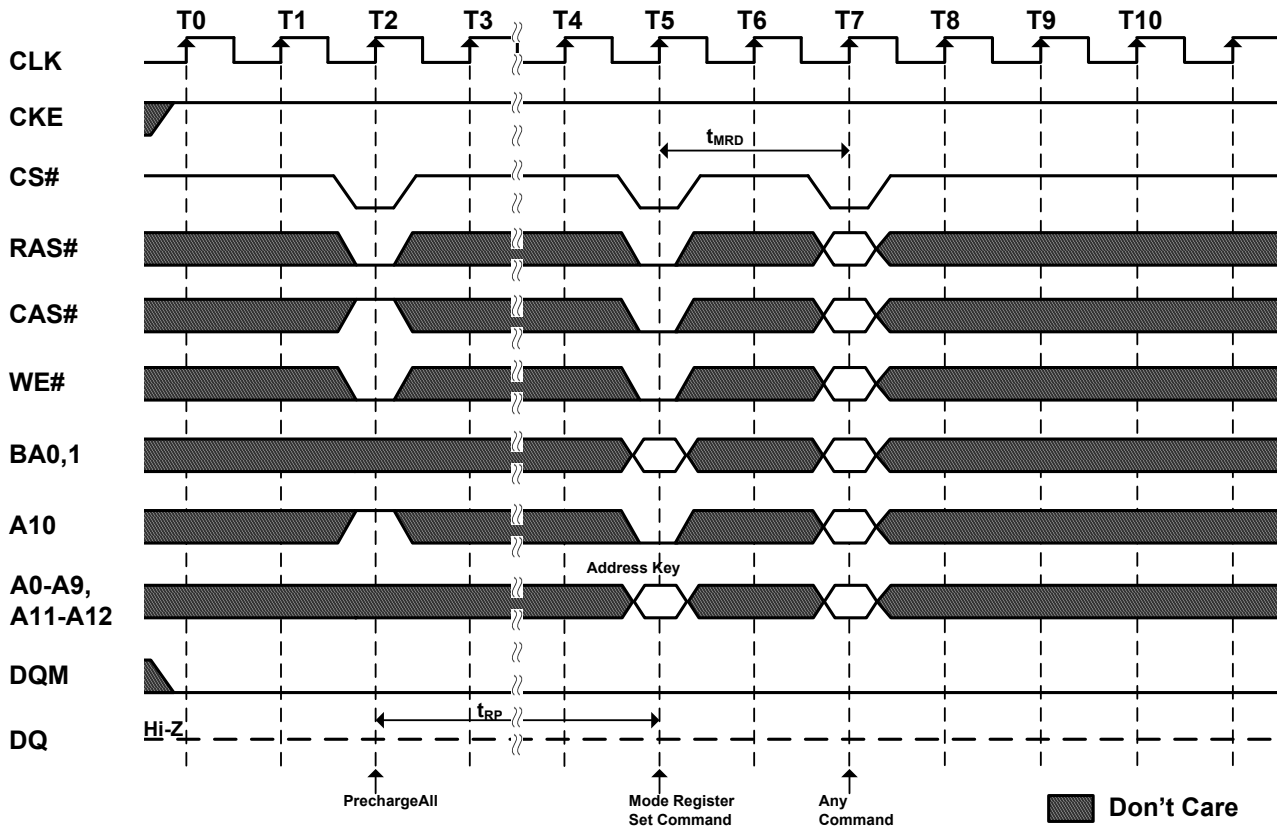 T0 T1 T2 T3 T4 T5 T6 T7 T8 T9 T10
CLK
CKE
tMRD
CS#
RAS#
CAS#
WE#
BA0,1
A10
Address Key
A0-A9,
A11-A12
DQM
tRP
Hi-Z
DQ
PrechargeAll
Mode Register
Set Command
Any
Command
Don't Care